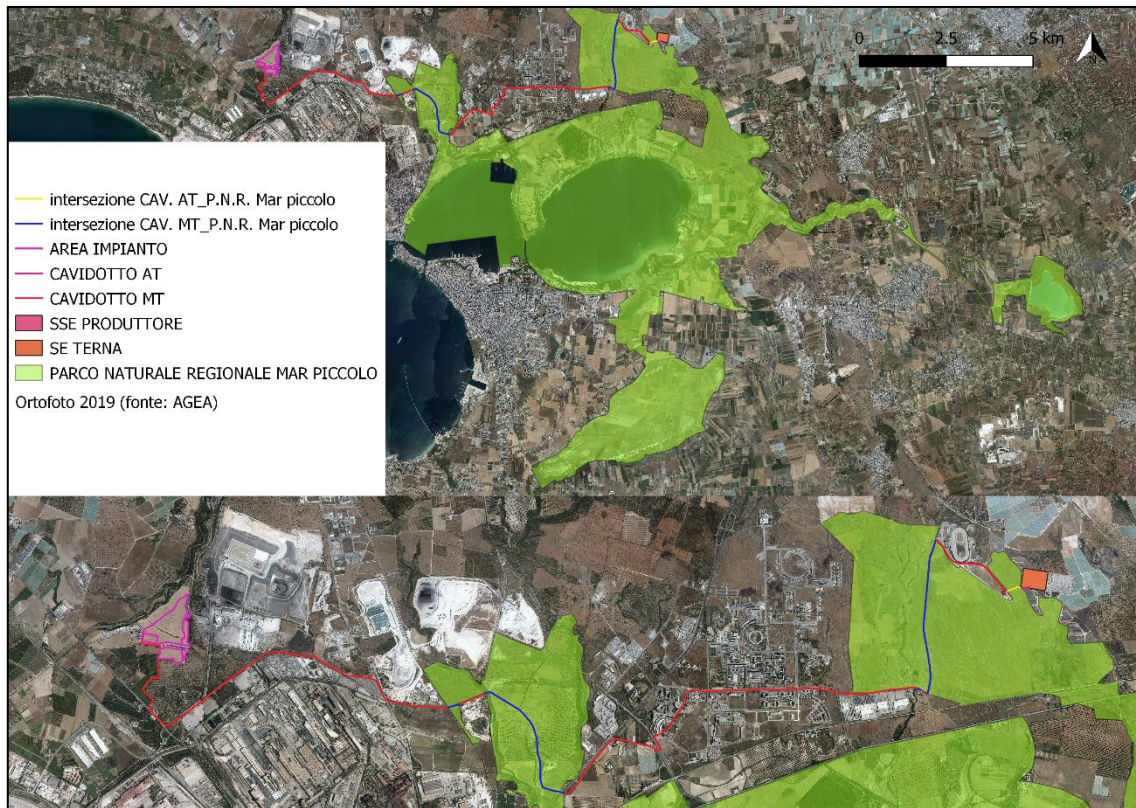 0 2.5 5 km
intersezione CAV. AT_P.N.R. Mar piccolo
intersezione CAV. MT_P.N.R. Mar piccolo
AREA IMPIANTO
CAVIDOTTO AT
CAVIDOTTO MT
SSE PRODUTTORE
SE TERNA
PARCO NATURALE REGIONALE MAR PICCOLO
Ortofoto 2019 (fonte: AGEA)